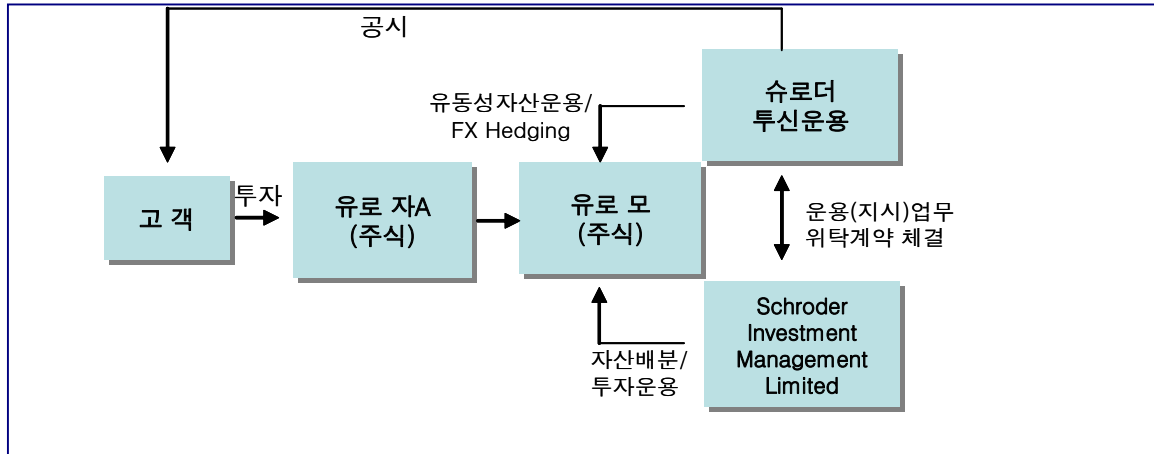 공시
슈로더
투신운용
유동성자산운용/
FX Hedging
고 객
투자
유로 자A
(주식)
유로 모
(주식)
운용(지시)업무
위탁계약 체결
자산배분/
투자운용
Schroder
Investment
Management
Limited